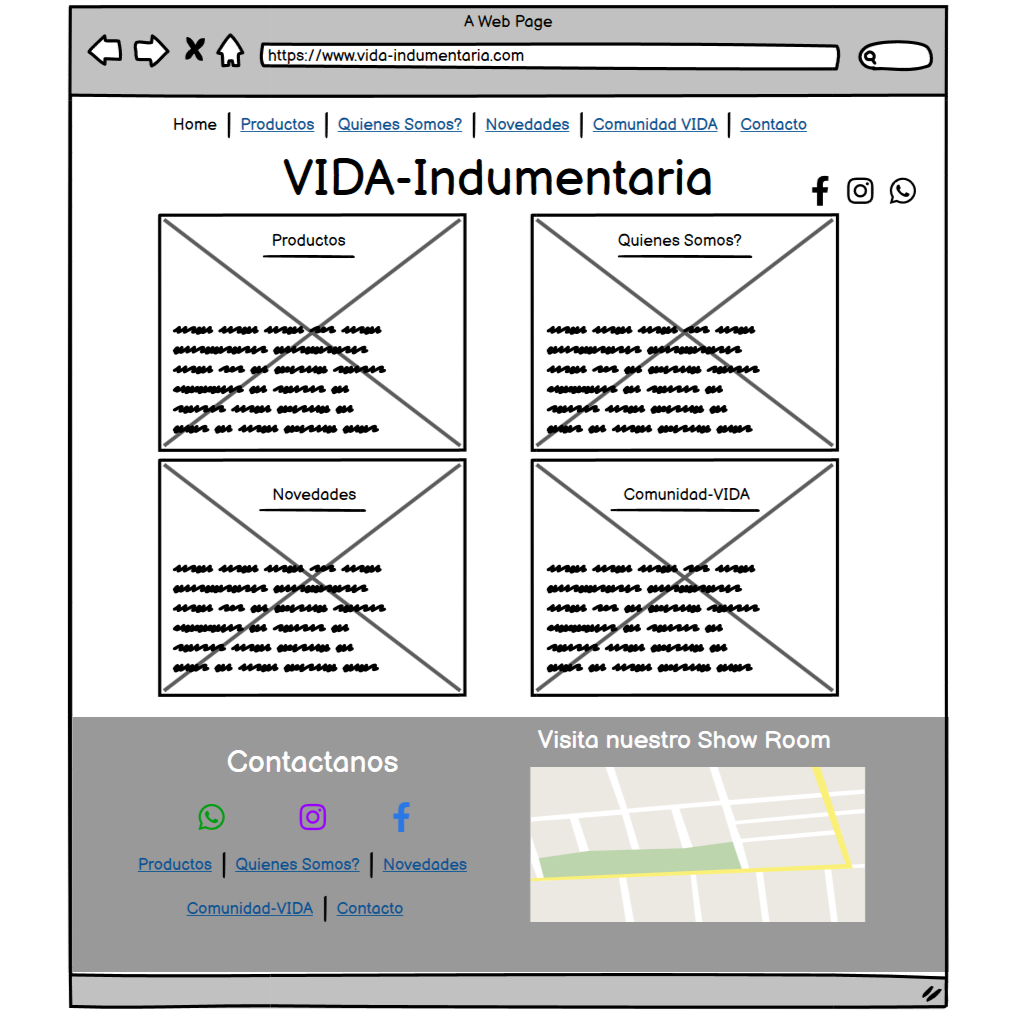 A Web Page
https://www.vida-indumentaria.com
Home Productos Quienes Somos? Novedades Comunidad VIDA Contacto
VIDA-Indumentaria
Productos
Quienes Somos?
Novedades
Comunidad-VIDA
Contactanos
Productos Quienes Somos? Novedades
Comunidad-VIDA Contacto
Visita nuestro Show Room